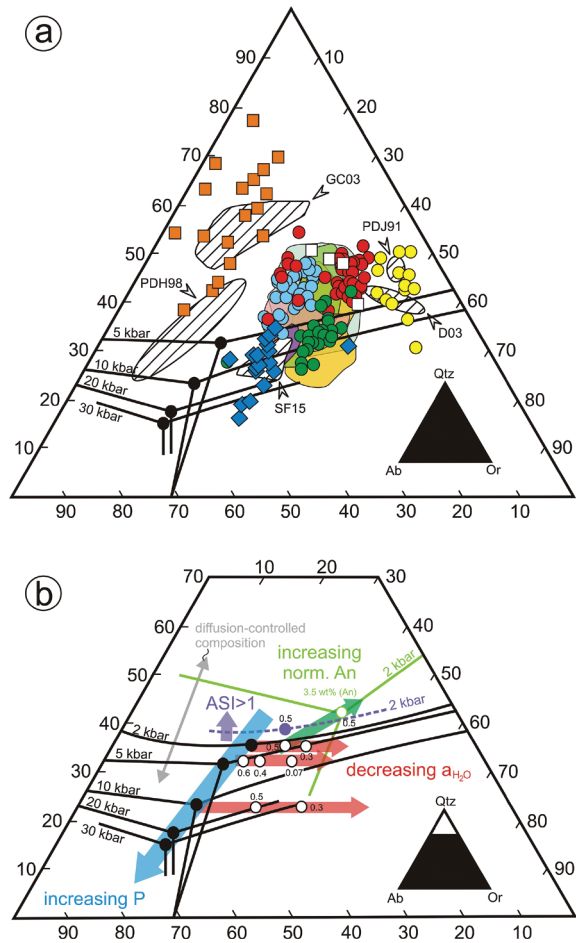 a
90
10
80
20
70
30
GC03
60
40
PDJ91
50
50
PDH98
40
60
5 kbar
D03
30
70
10 kbar
Qtz
20 kbar
20
80
30 kbar
SF15
10
90
Ab
Or
90
80
70
60
50
40
30
20
10
0
b
10
20
70
30
60
40
diffusion-controlled
composition
increasing
norm. An
2 kbar
50
50
3.5 wt% (An)
ASI>1
2 kbar
40
0.5
0.5
60
2 kbar
0.5
0.3
5 kbar
decreasing aH2O
30
0.6
0.4
0.07
70
10 kbar
0.5
Qtz
20 kbar
0.3
20
80
30 kbar
10
90
increasing P
Ab
Or
90
80
70
60
50
40
30
20
10
0